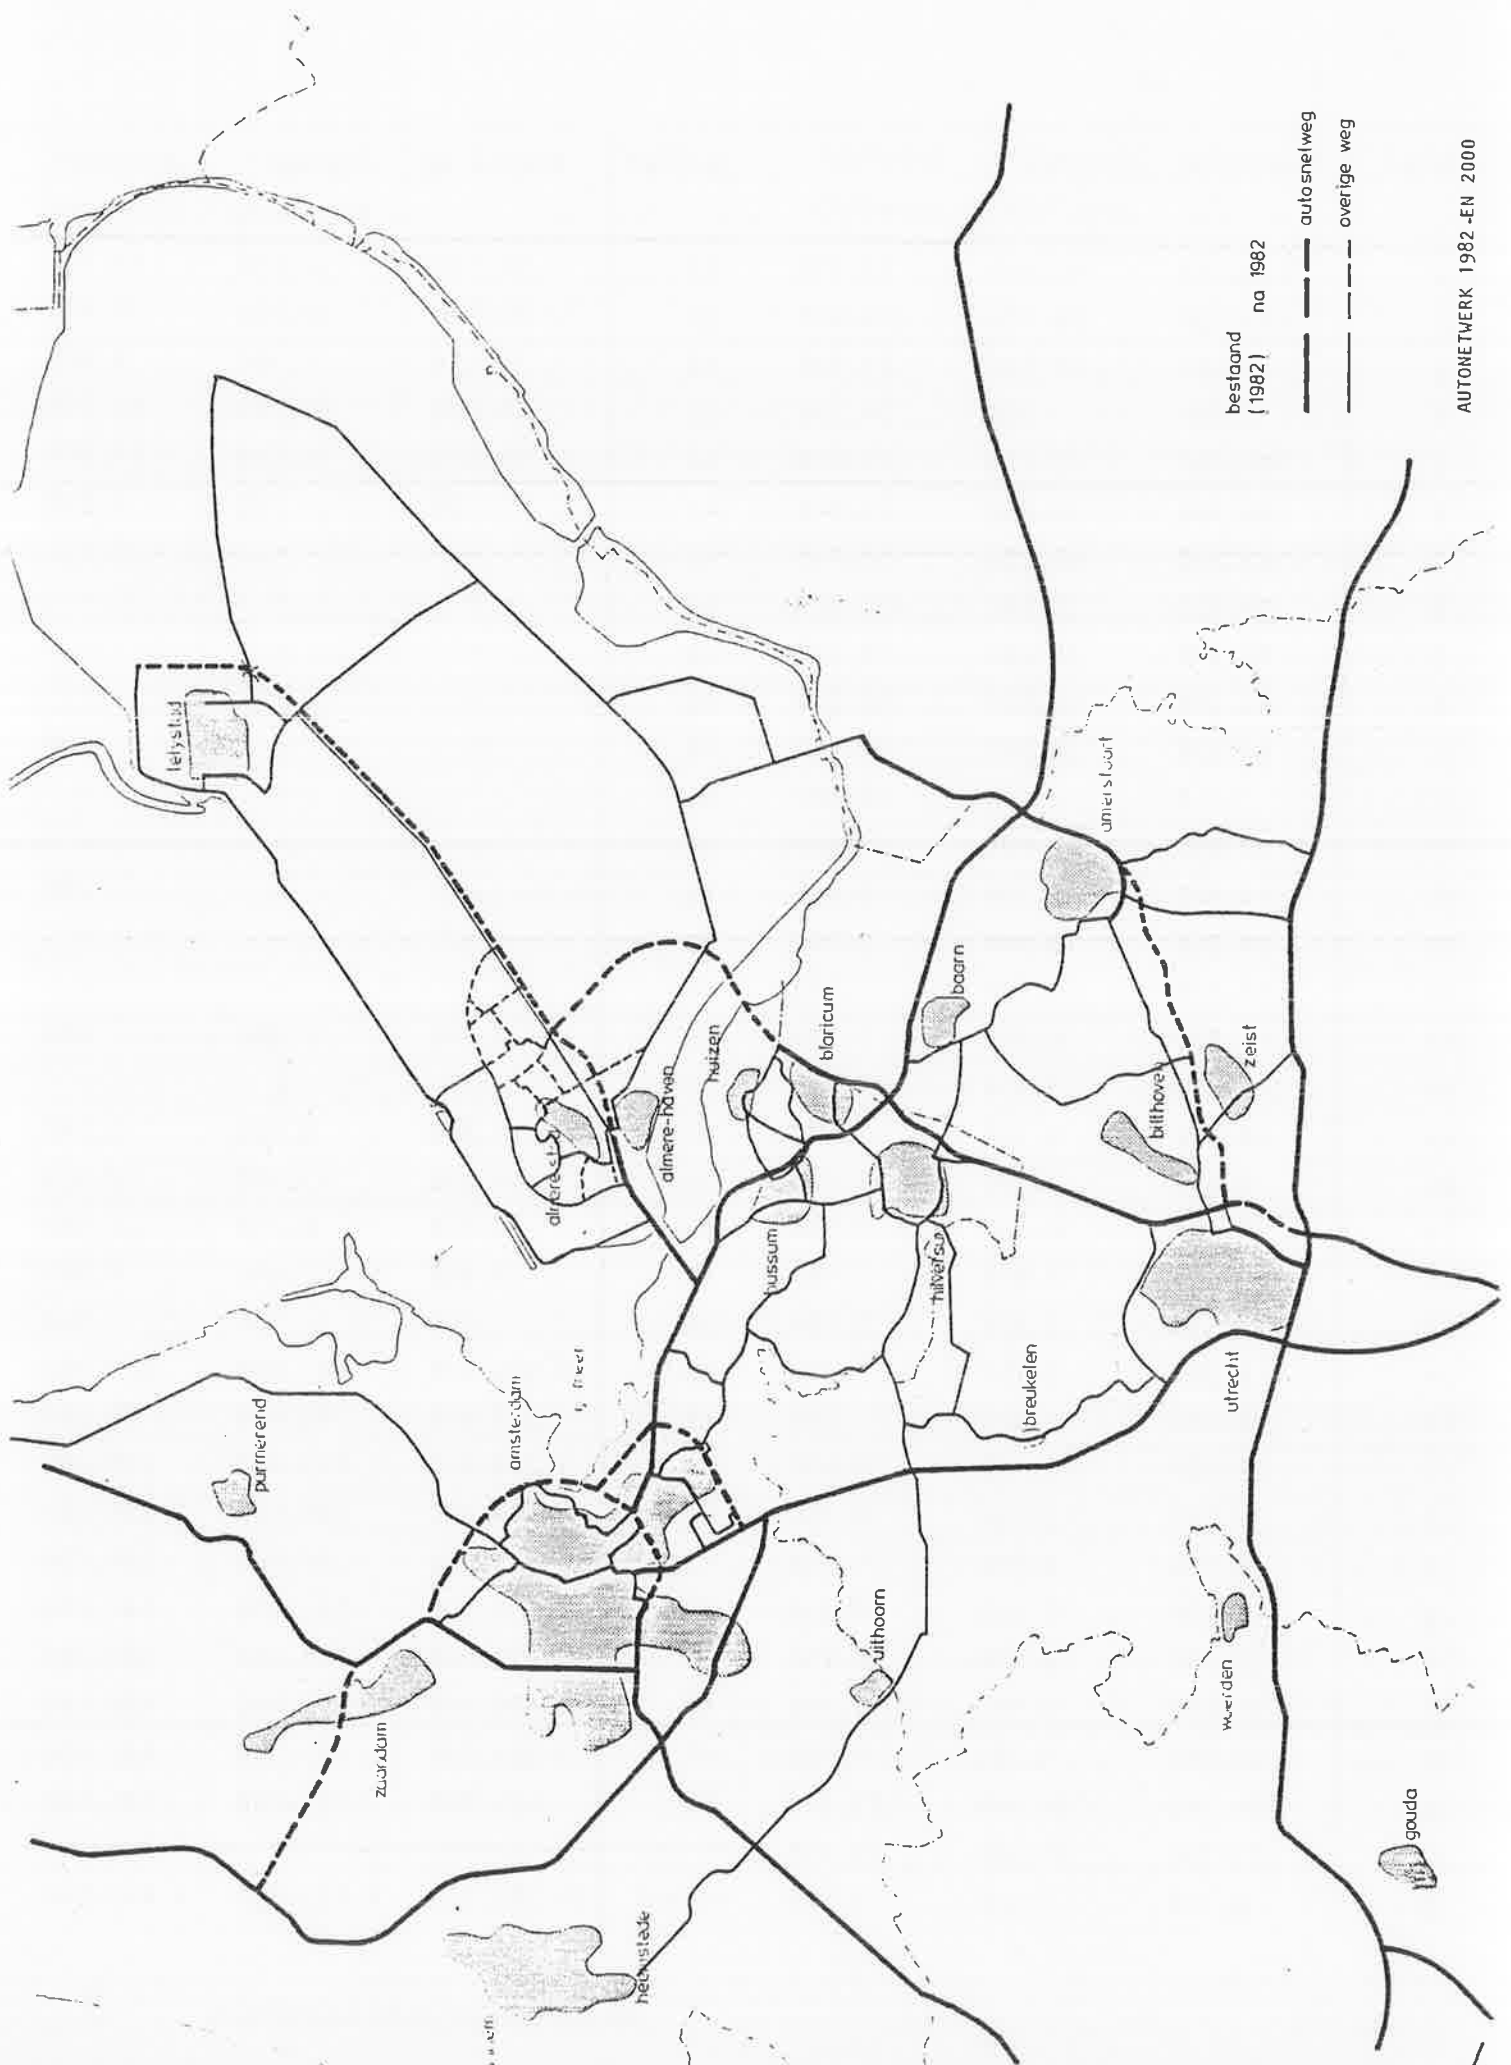 lelystad
purmerend
amsterdam
almere-haven
huizen
blaricum
bussum
zaandam
hilversu
baarn
uithoorn
breukelen
bilthoven
zeist
utrecht
woerden
gouda
bestaand
(1982) na 1982
autosnelweg
overige weg
AUTONETWERK 1982-EN 2000